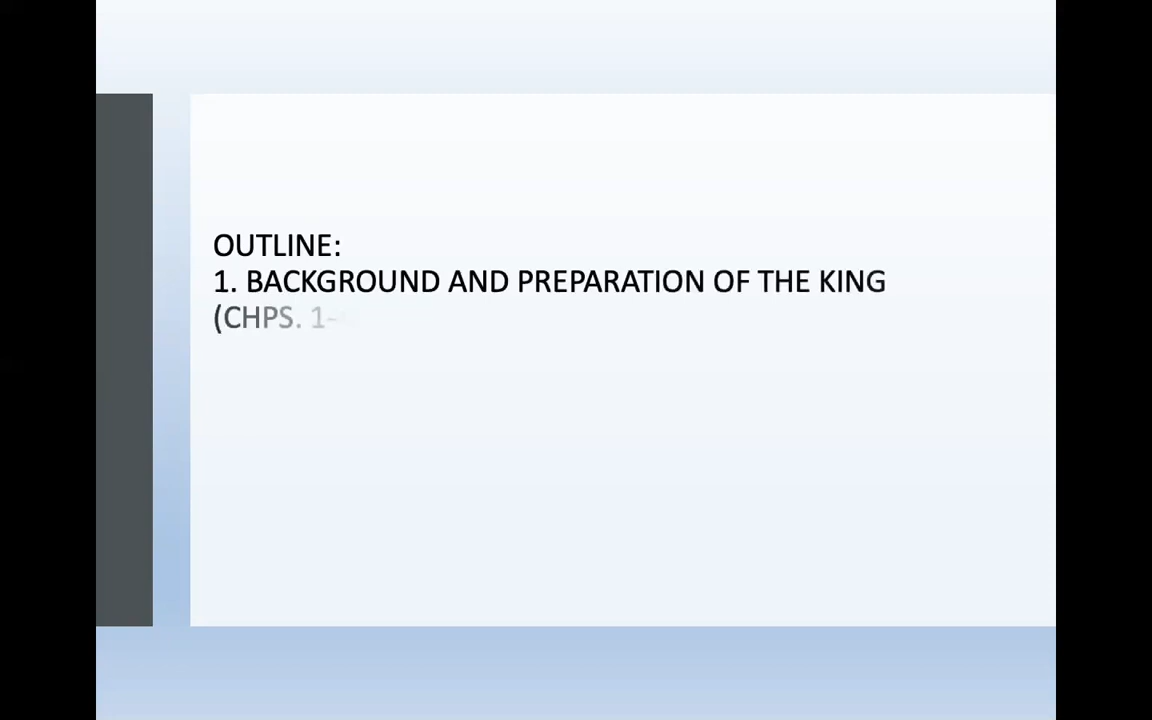 OUTLINE:
1. BACKGROUND AND PREPARATION OF THE KING
(CHPS. 1-